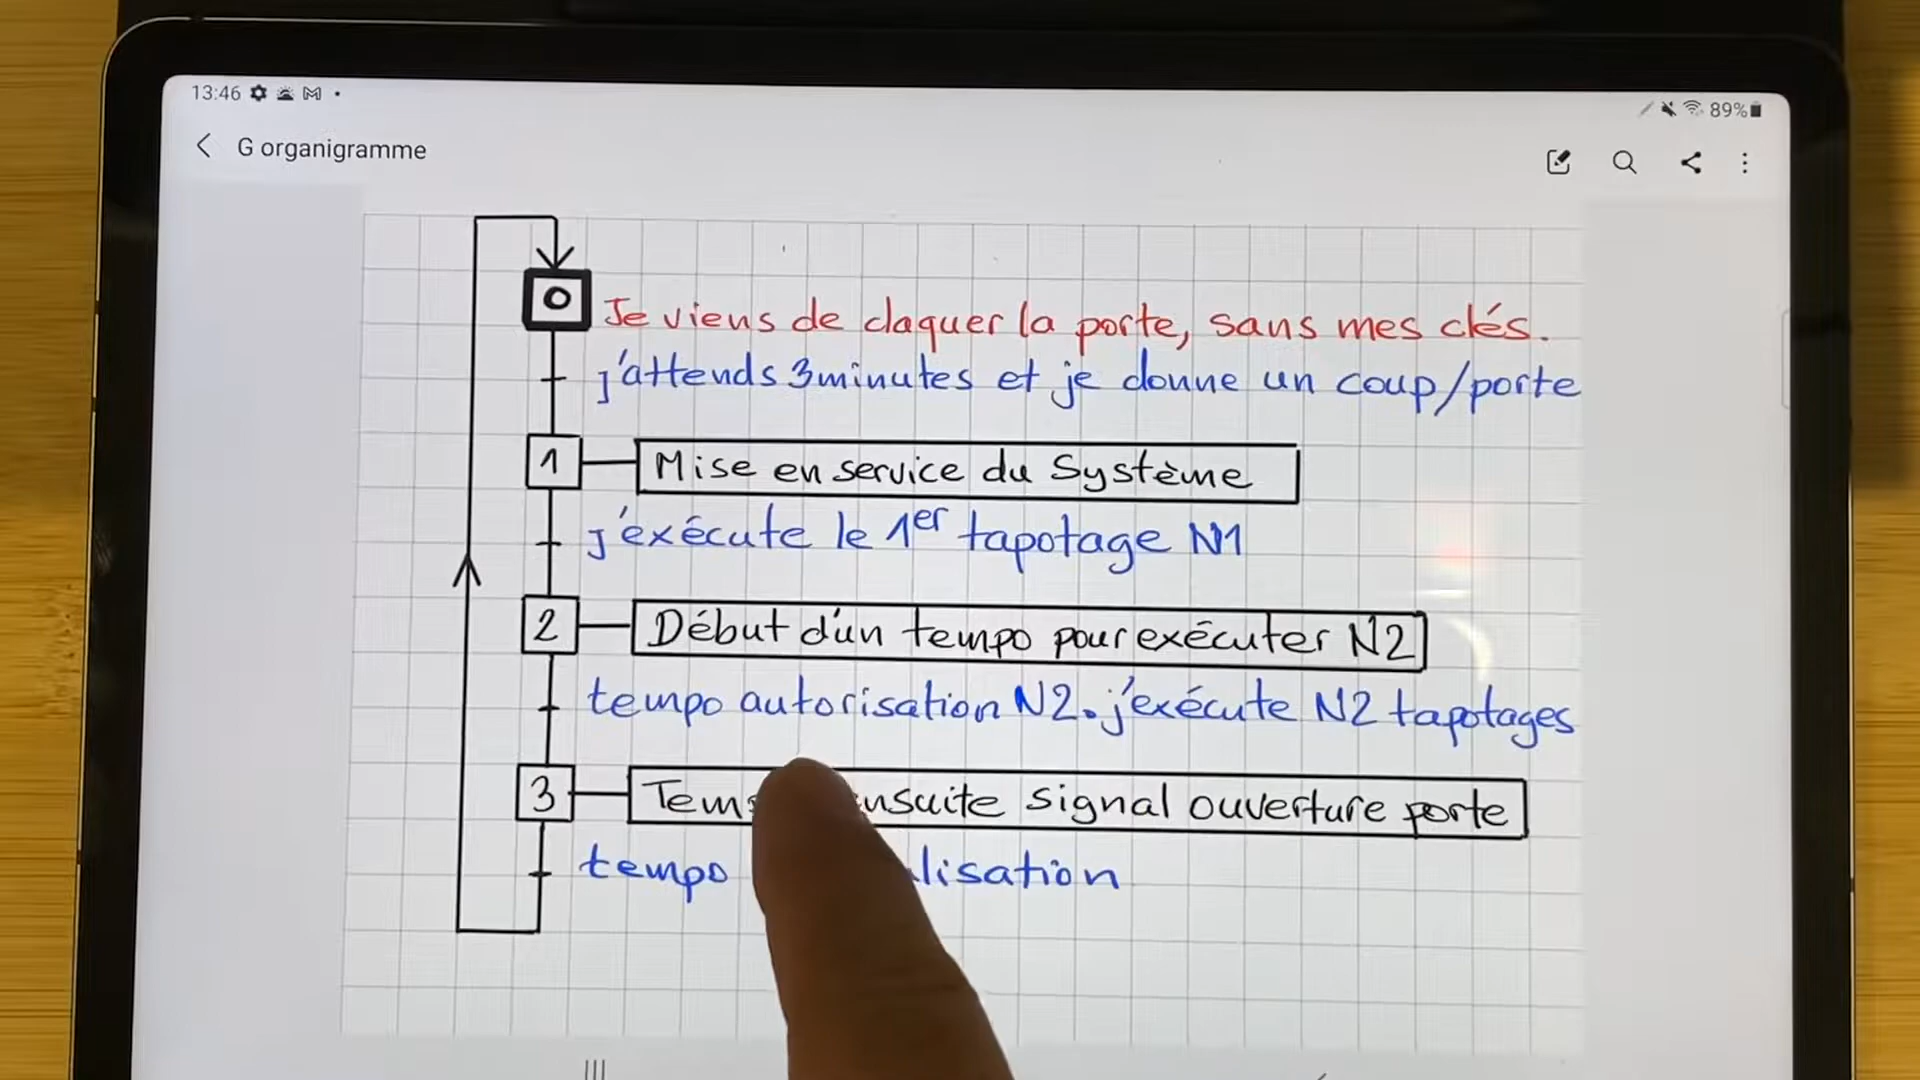 13:46
89%
G organigramme
0 Je viens de claquer la porte, sans mes clés.
j'attends 3minutes et je donne un coup/porte
1 Mise en service du Système
j'exécute le 1er tapotage N1
2 Début d'un tempo pour exécuter N2
tempo autorisation N2. j'exécute N2 tapotages
3 signal ouverture porte
tempo